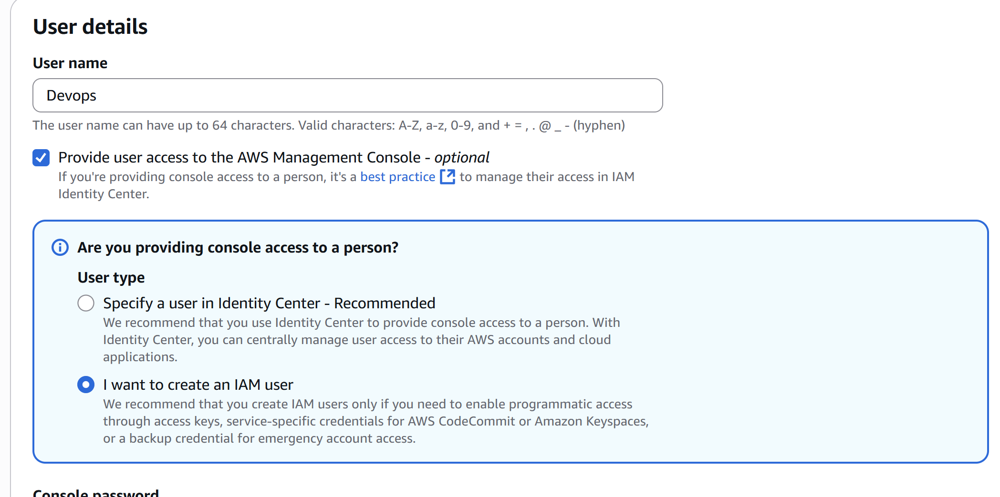 User details
User name
Devops
The user name can have up to 64 characters. Valid characters: A-Z, a-z, 0-9, and + = , . @ _ - (hyphen)
Provide user access to the AWS Management Console - optional
If you're providing console access to a person, it's a best practice to manage their access in IAM
Identity Center.
Are you providing console access to a person?
User type
Specify a user in Identity Center - Recommended
We recommend that you use Identity Center to provide console access to a person. With
Identity Center, you can centrally manage user access to their AWS accounts and cloud
applications.
I want to create an IAM user
We recommend that you create IAM users only if you need to enable programmatic access
through access keys, service-specific credentials for AWS CodeCommit or Amazon Keyspaces,
or a backup credential for emergency account access.
Console password